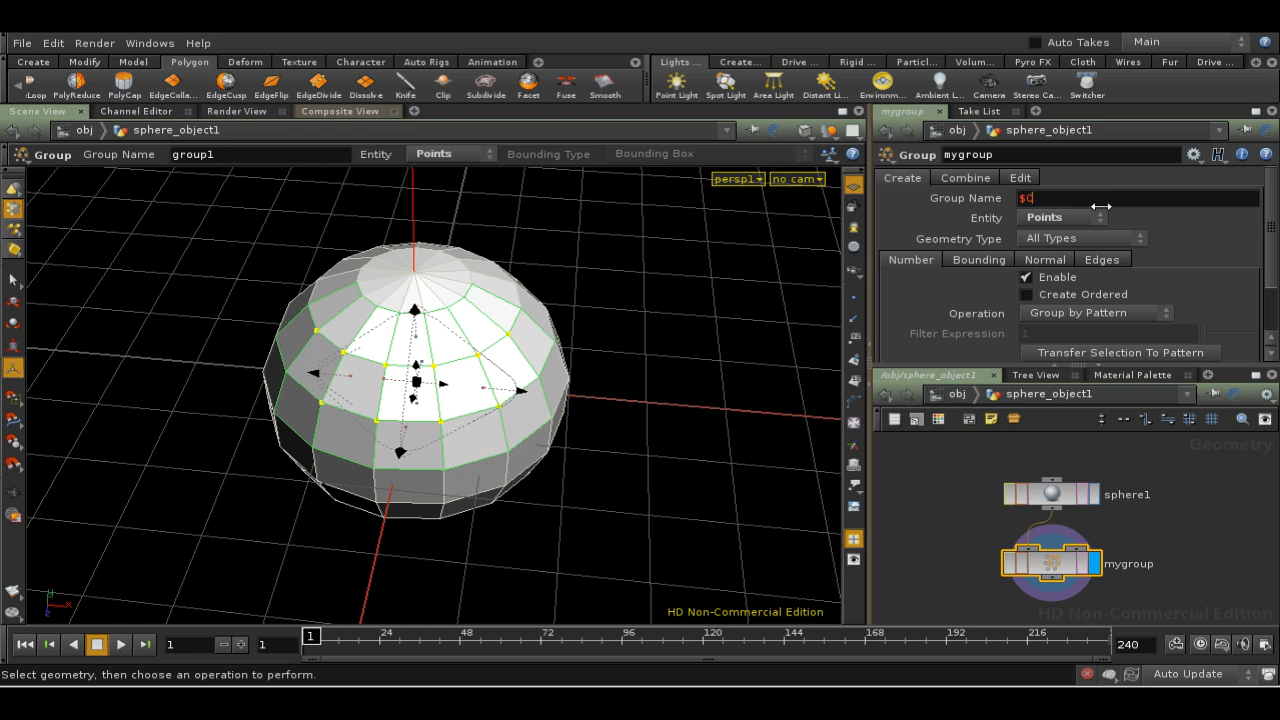 File Edit Render Windows Help Auto Takes Main
Create Modify Model Polygon Deform Texture Character Auto Rigs Animation Lights ... Create... Drive ... Rigid ... Particl... Volum... Pyro FX Cloth Wires Fur Drive ...
:Loop PolyReduce PolyCap EdgeColla... EdgeCusp EdgeFlip EdgeDivide Dissolve Knife Clip Subdivide Facet Fuse Smooth Point Light Spot Light Area Light Distant Li... Environm... Ambient L... Camera Stereo Ca... Switcher
Scene View Channel Editor Render View Composite View mygroup Take List
obj sphere_object1 obj sphere_object1
Group Group Name group1 Entity Points Bounding Type Bounding Box Group mygroup
persp1 no cam
Create Combine Edit
Group Name $C
Entity Points
Geometry Type All Types
Number Bounding Normal Edges
Enable
Create Ordered
Operation Group by Pattern
Filter Expression 1
Transfer Selection To Pattern
/obj/sphere_object1 Tree View Material Palette
obj sphere_object1
Geometry
sphere1
mygroup
y x z
HD Non-Commercial Edition HD Non-Commercial Edition
1 1 1 24 48 72 96 120 144 168 192 216 240
Select geometry, then choose an operation to perform. Auto Update